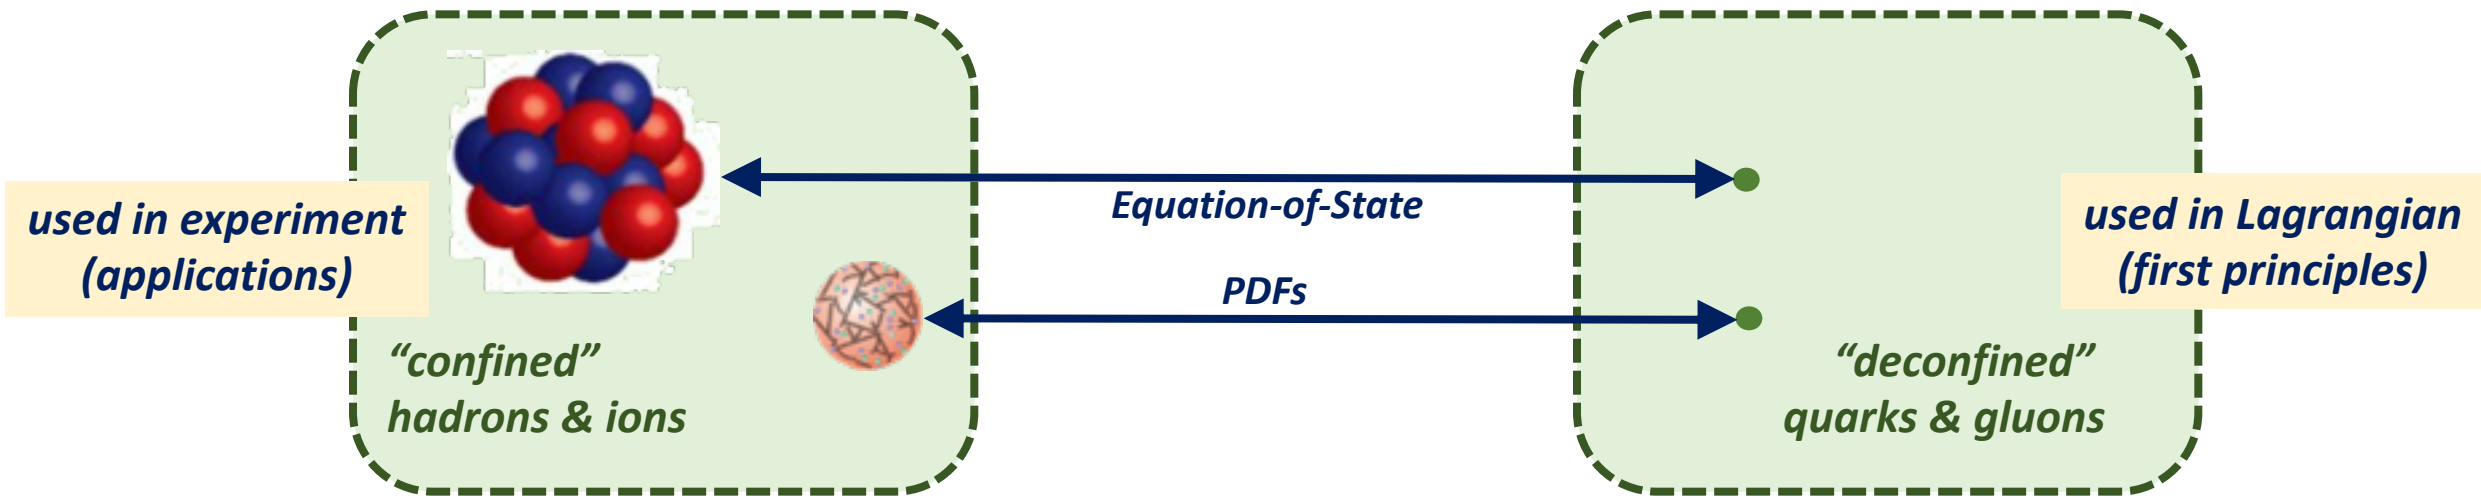 used in experiment
(applications)
“confined”
hadrons & ions
Equation-of-State
PDFs
“deconfined”
quarks & gluons
used in Lagrangian
(first principles)